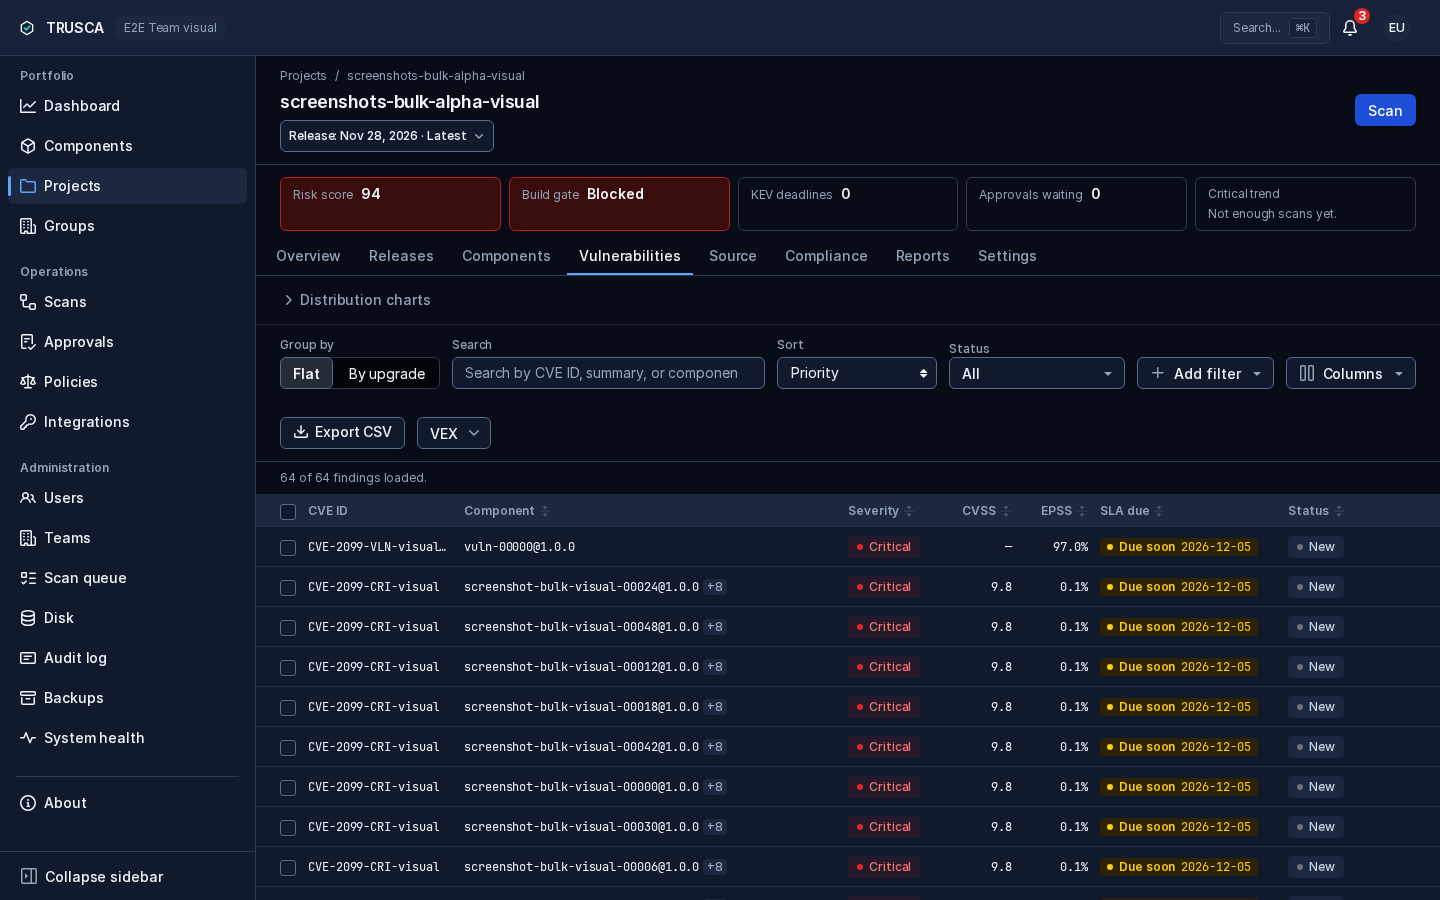 TRUSCA
E2E Team visual
Search...
⌘K
3
EU
Portfolio
Dashboard
Components
Projects
Groups
Operations
Scans
Approvals
Policies
Integrations
Administration
Users
Teams
Scan queue
Disk
Audit log
Backups
System health
About
Collapse sidebar
Projects / screenshots-bulk-alpha-visual
screenshots-bulk-alpha-visual
Release: Nov 28, 2026 · Latest
Scan
Risk score 94
Build gate Blocked
KEV deadlines 0
Approvals waiting 0
Critical trend
Not enough scans yet.
Overview Releases Components Vulnerabilities Source Compliance Reports Settings
Distribution charts
Group by
Flat By upgrade
Search
Search by CVE ID, summary, or componen
Sort
Priority
Status
All
Add filter
Columns
Export CSV
VEX
64 of 64 findings loaded.
CVE ID Component Severity CVSS EPSS SLA due Status
CVE-2099-VLN-visual… vuln-00000@1.0.0 Critical — 97.0% Due soon 2026-12-05 New
CVE-2099-CRI-visual screenshot-bulk-visual-00024@1.0.0 +8 Critical 9.8 0.1% Due soon 2026-12-05 New
CVE-2099-CRI-visual screenshot-bulk-visual-00048@1.0.0 +8 Critical 9.8 0.1% Due soon 2026-12-05 New
CVE-2099-CRI-visual screenshot-bulk-visual-00012@1.0.0 +8 Critical 9.8 0.1% Due soon 2026-12-05 New
CVE-2099-CRI-visual screenshot-bulk-visual-00018@1.0.0 +8 Critical 9.8 0.1% Due soon 2026-12-05 New
CVE-2099-CRI-visual screenshot-bulk-visual-00042@1.0.0 +8 Critical 9.8 0.1% Due soon 2026-12-05 New
CVE-2099-CRI-visual screenshot-bulk-visual-00000@1.0.0 +8 Critical 9.8 0.1% Due soon 2026-12-05 New
CVE-2099-CRI-visual screenshot-bulk-visual-00030@1.0.0 +8 Critical 9.8 0.1% Due soon 2026-12-05 New
CVE-2099-CRI-visual screenshot-bulk-visual-00006@1.0.0 +8 Critical 9.8 0.1% Due soon 2026-12-05 New